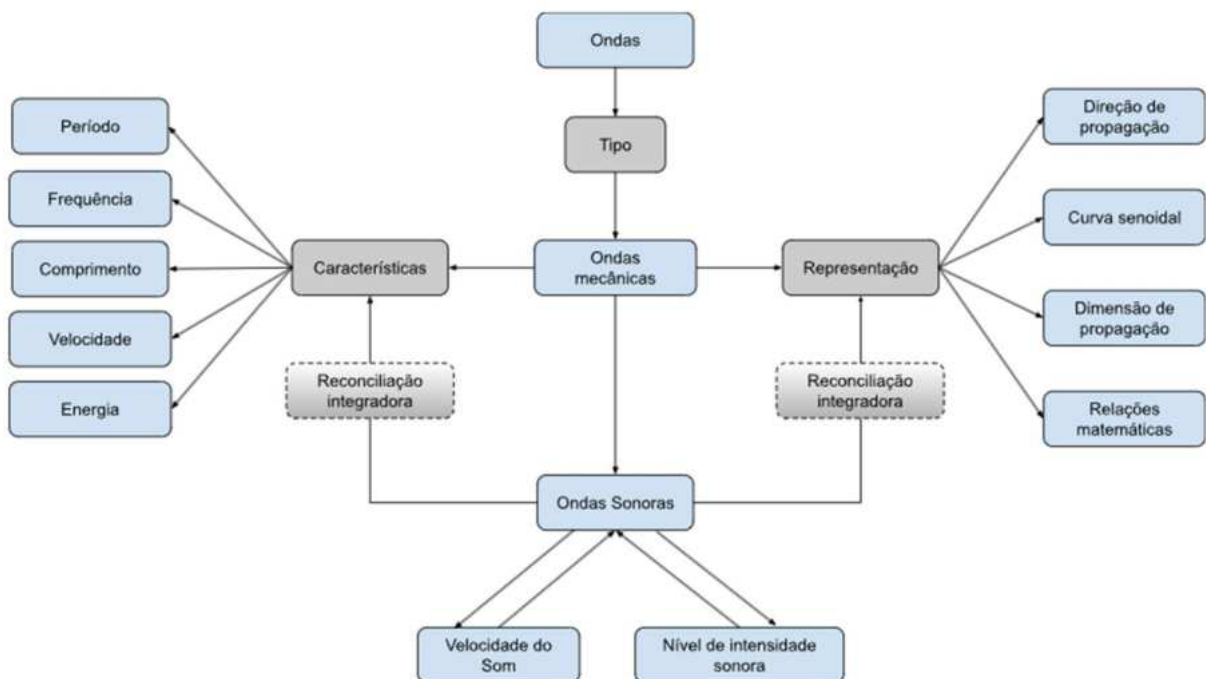 Ondas
Tipo
Ondas
mecânicas
Características
Período
Frequência
Comprimento
Velocidade
Energia
Representação
Direção de
propagação
Curva senoidal
Dimensão de
propagação
Relações
matemáticas
Reconciliação
integradora
Reconciliação
integradora
Ondas Sonoras
Velocidade do
Som
Nível de intensidade
sonora